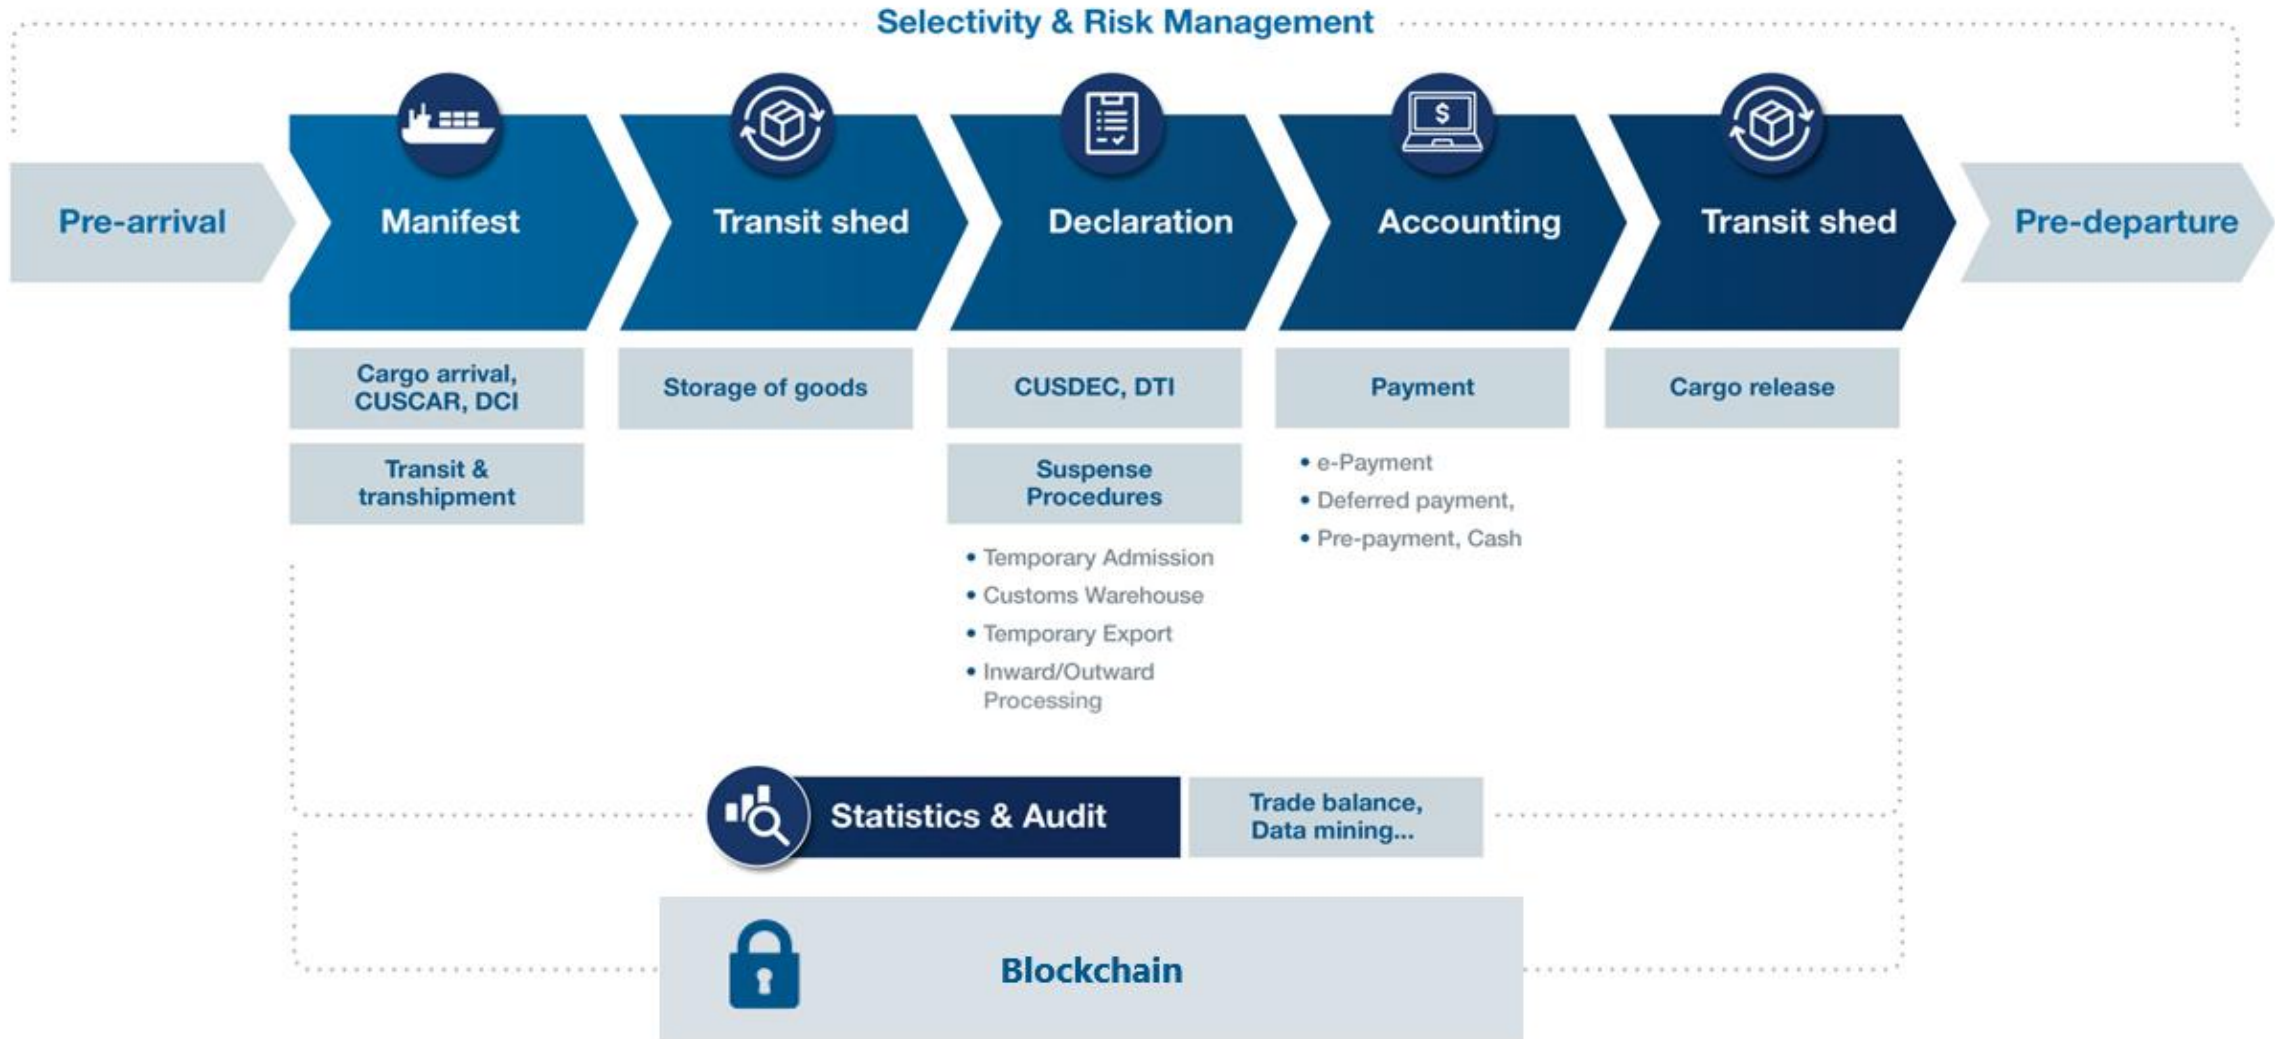 Selectivity & Risk Management
Pre-arrival
Manifest
Transit shed
Declaration
$
Accounting
Transit shed
Pre-departure
Cargo arrival,
CUSCAR, DCI
Transit &
transhipment
Storage of goods
CUSDEC, DTI
Suspense
Procedures
• Temporary Admission
• Customs Warehouse
• Temporary Export
• Inward/Outward
Processing
Payment
• e-Payment
• Deferred payment,
• Pre-payment, Cash
Cargo release
Statistics & Audit
Trade balance,
Data mining...
Blockchain